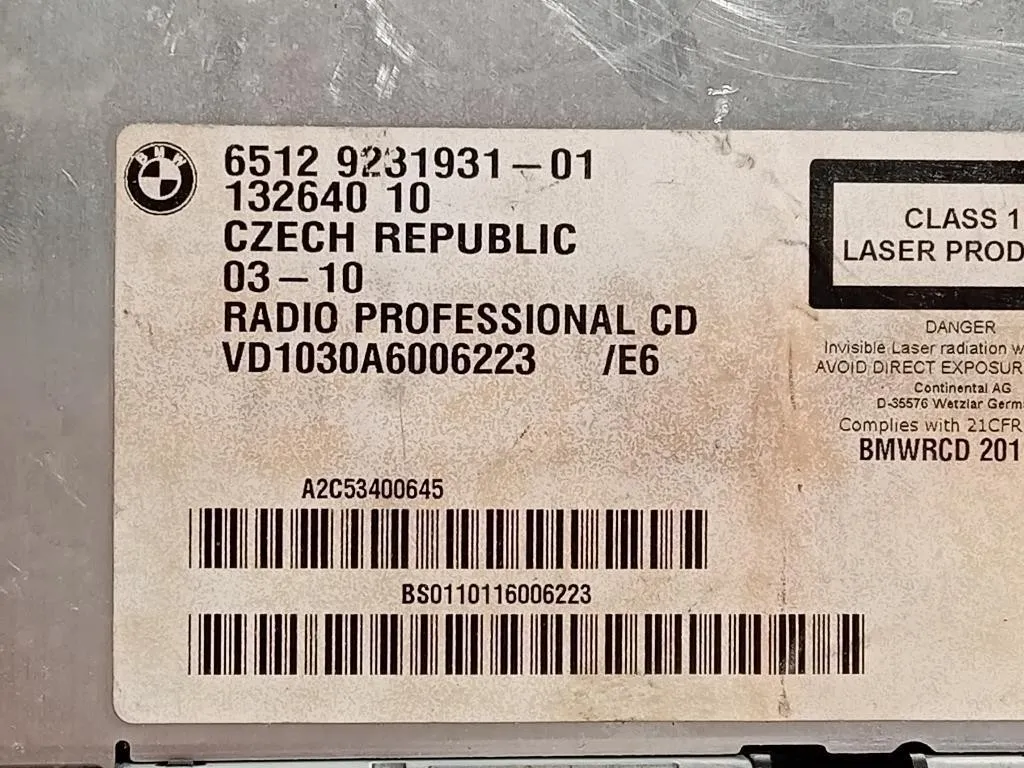 BMW
6512 9231931-01
132640 10
CZECH REPUBLIC
03-10
RADIO PROFESSIONAL CD
VD1030A6006223 /E6
CLASS 1
LASER PROD
DANGER
Invisible Laser radiation w
AVOID DIRECT EXPOSUR
Continental AG
D-35576 Wetzlar Germ
Complies with 21CFR
BMWRCD 201
A2C53400645
BS0110116006223